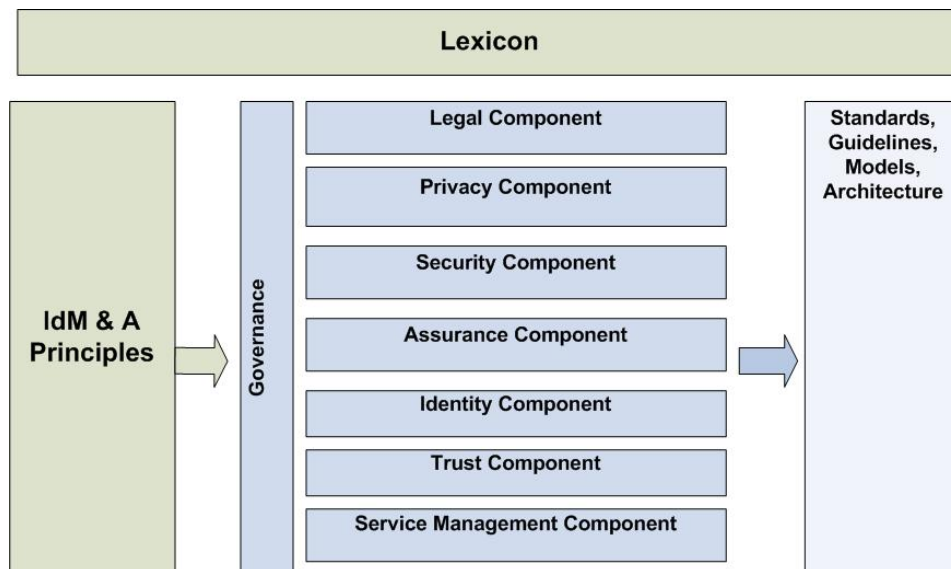 Lexicon
IdM & A
Principles
Governance
Legal Component
Privacy Component
Security Component
Assurance Component
Identity Component
Trust Component
Service Management Component
Standards,
Guidelines,
Models,
Architecture